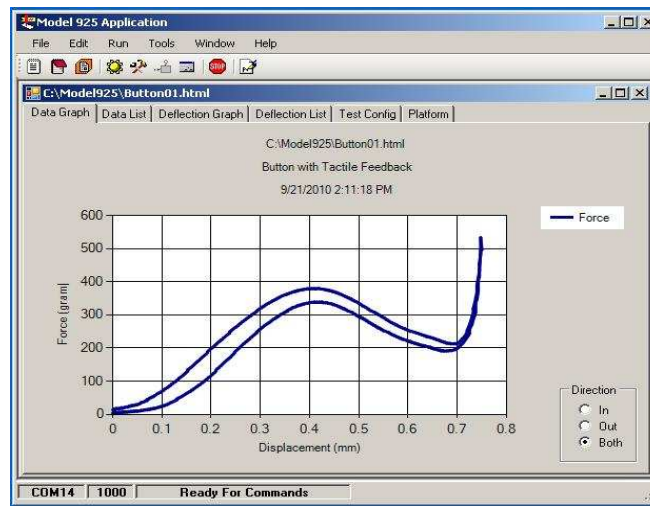 Model 925 Application
File Edit Run Tools Window Help
STOP
C:\Model925\Button01.html
Data Graph Data List Deflection Graph Deflection List Test Config Platform
C:\Model925\Button01.html
Button with Tactile Feedback
9/21/2010 2:11:18 PM
600
500
400
300
200
100
0
Force (gram)
0 0.1 0.2 0.3 0.4 0.5 0.6 0.7 0.8
Displacement (mm)
Force
Direction
In
Out
Both
COM14 1000 Ready For Commands